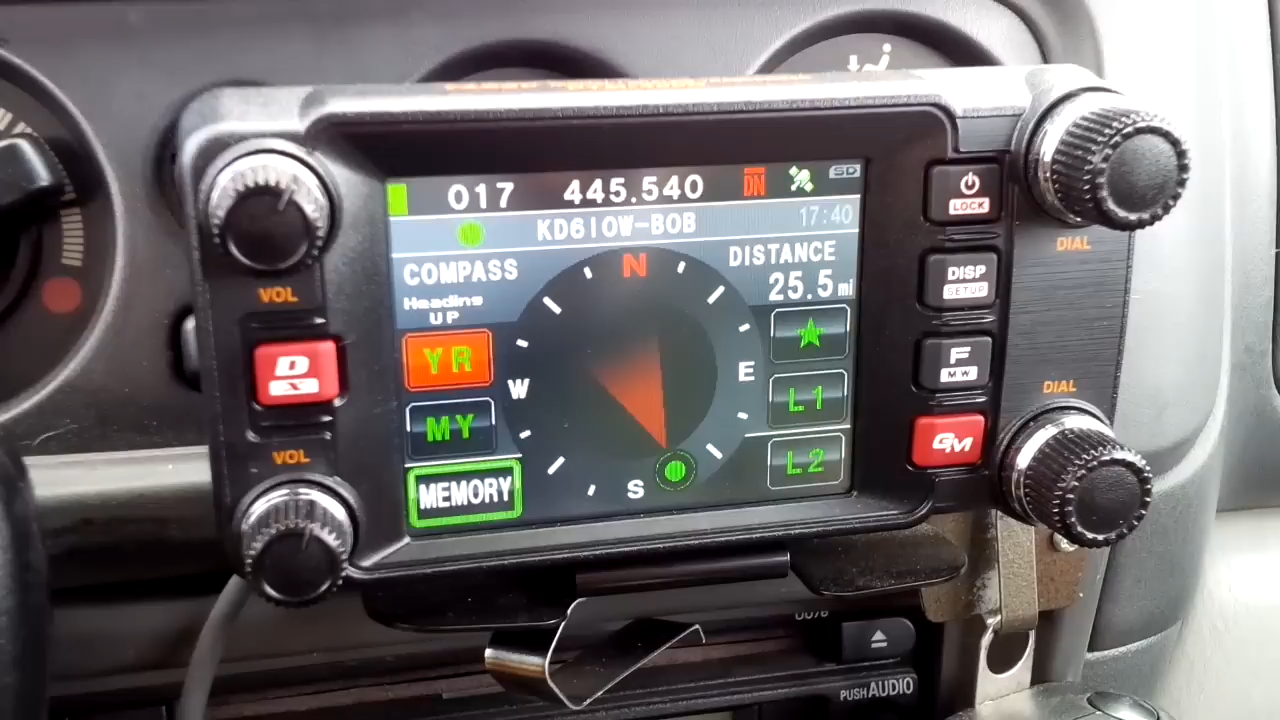 017 445.540 DN SD
KD6IOW-BOB 17:40
COMPASS
Heading
UP
DISTANCE
25.5 mi
N
YR
MY
MEMORY
W
E
S
L1
L2
VOL
D
X
VOL
LOCK
DISP
SETUP
F
MW
GM
DIAL
DIAL
PUSH AUDIO